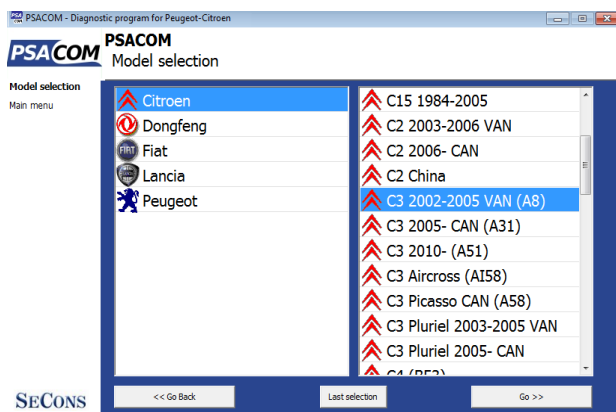 PSACOM - Diagnostic program for Peugeot-Citroen
PSACOM
PSACOM
Model selection
Model selection
Main menu
Citroen
Dongfeng
Fiat
Lancia
Peugeot
C15 1984-2005
C2 2003-2006 VAN
C2 2006- CAN
C2 China
C3 2002-2005 VAN (A8)
C3 2005- CAN (A31)
C3 2010- (A51)
C3 Aircross (AI58)
C3 Picasso CAN (A58)
C3 Pluriel 2003-2005 VAN
C3 Pluriel 2005- CAN
SECONS
<< Go Back
Last selection
Go >>